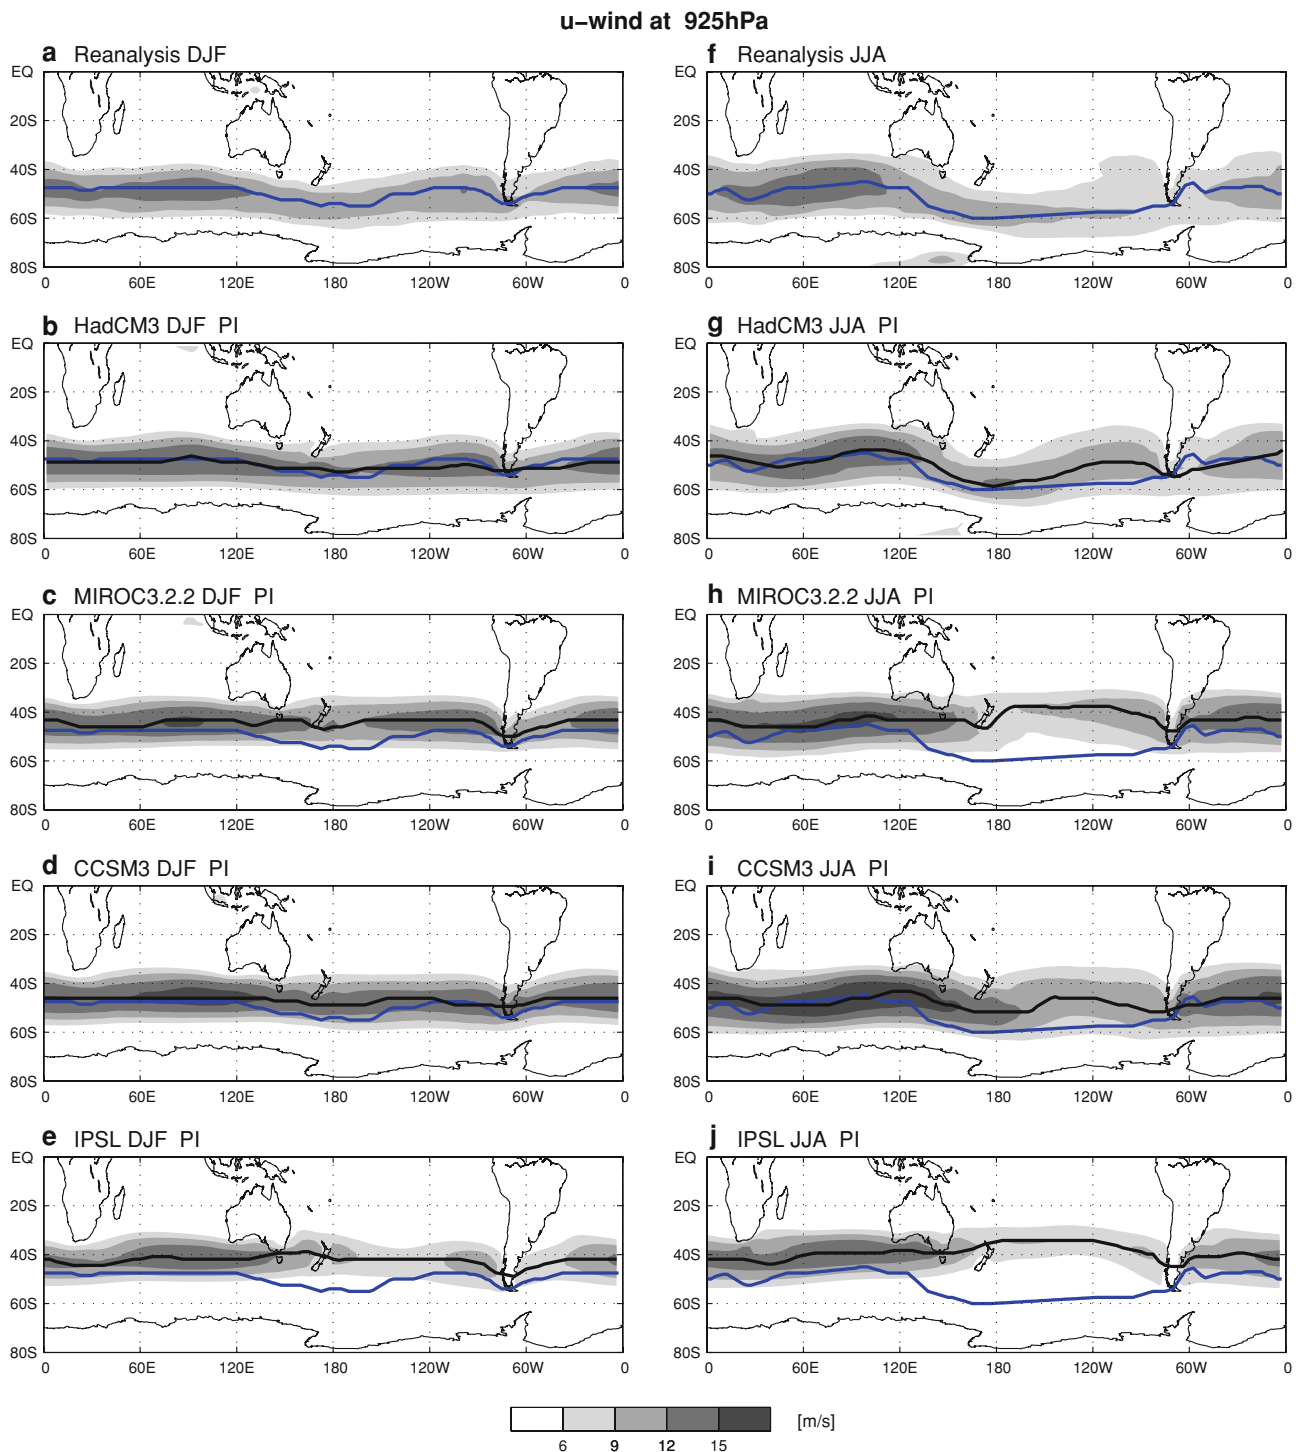 u-wind at 925hPa
a Reanalysis DJF
EQ
20S
40S
60S
80S
0 60E 120E 180 120W 60W 0
f Reanalysis JJA
EQ
20S
40S
60S
80S
0 60E 120E 180 120W 60W 0
b HadCM3 DJF PI
EQ
20S
40S
60S
80S
0 60E 120E 180 120W 60W 0
g HadCM3 JJA PI
EQ
20S
40S
60S
80S
0 60E 120E 180 120W 60W 0
c MIROC3.2.2 DJF PI
EQ
20S
40S
60S
80S
0 60E 120E 180 120W 60W 0
h MIROC3.2.2 JJA PI
EQ
20S
40S
60S
80S
0 60E 120E 180 120W 60W 0
d CCSM3 DJF PI
EQ
20S
40S
60S
80S
0 60E 120E 180 120W 60W 0
i CCSM3 JJA PI
EQ
20S
40S
60S
80S
0 60E 120E 180 120W 60W 0
e IPSL DJF PI
EQ
20S
40S
60S
80S
0 60E 120E 180 120W 60W 0
j IPSL JJA PI
EQ
20S
40S
60S
80S
0 60E 120E 180 120W 60W 0
[m/s]
6 9 12 15